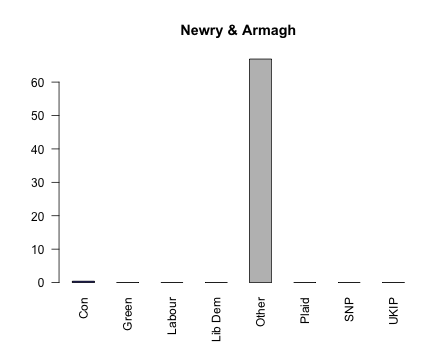 Newry & Armagh
60
50
40
30
20
10
0
Con
Green
Labour
Lib Dem
Other
Plaid
SNP
UKIP